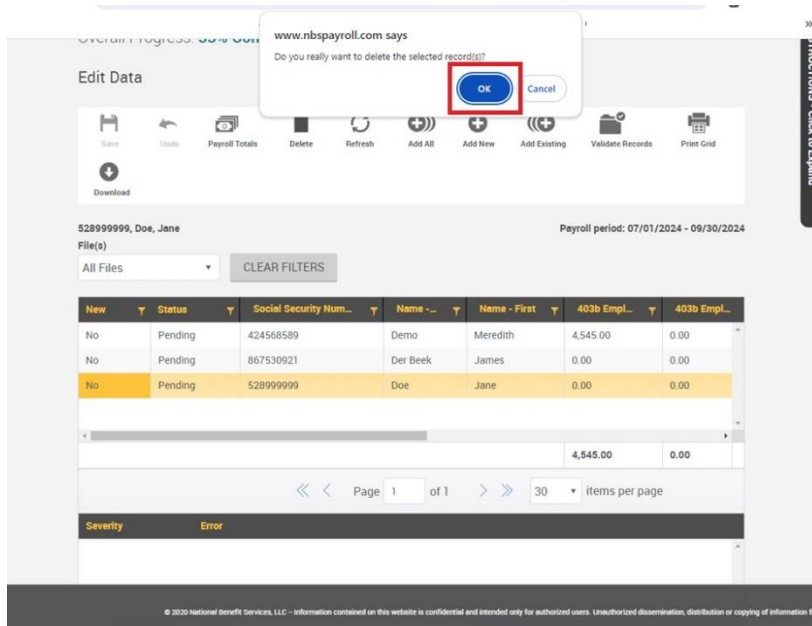 www.nbspayroll.com says
Do you really want to delete the selected record(s)?
OK Cancel
Edit Data
Save Undo Payroll Totals Delete Refresh Add All Add New Add Existing Validate Records Print Grid
Download
528999999, Doe, Jane Payroll period: 07/01/2024 - 09/30/2024
File(s)
All Files CLEAR FILTERS
New Status Social Security Num... Name -... Name - First 403b Empl... 403b Empl...
No Pending 424568589 Demo Meredith 4,545.00 0.00
No Pending 867530921 Der Beek James 0.00 0.00
No Pending 528999999 Doe Jane 0.00 0.00
4,545.00 0.00
Page 1 of 1 30 items per page
Severity Error
© 2020 National Benefit Services, LLC – Information contained on this website is confidential and intended only for authorized users. Unauthorized dissemination, distribution or copying of information
Click to Expand